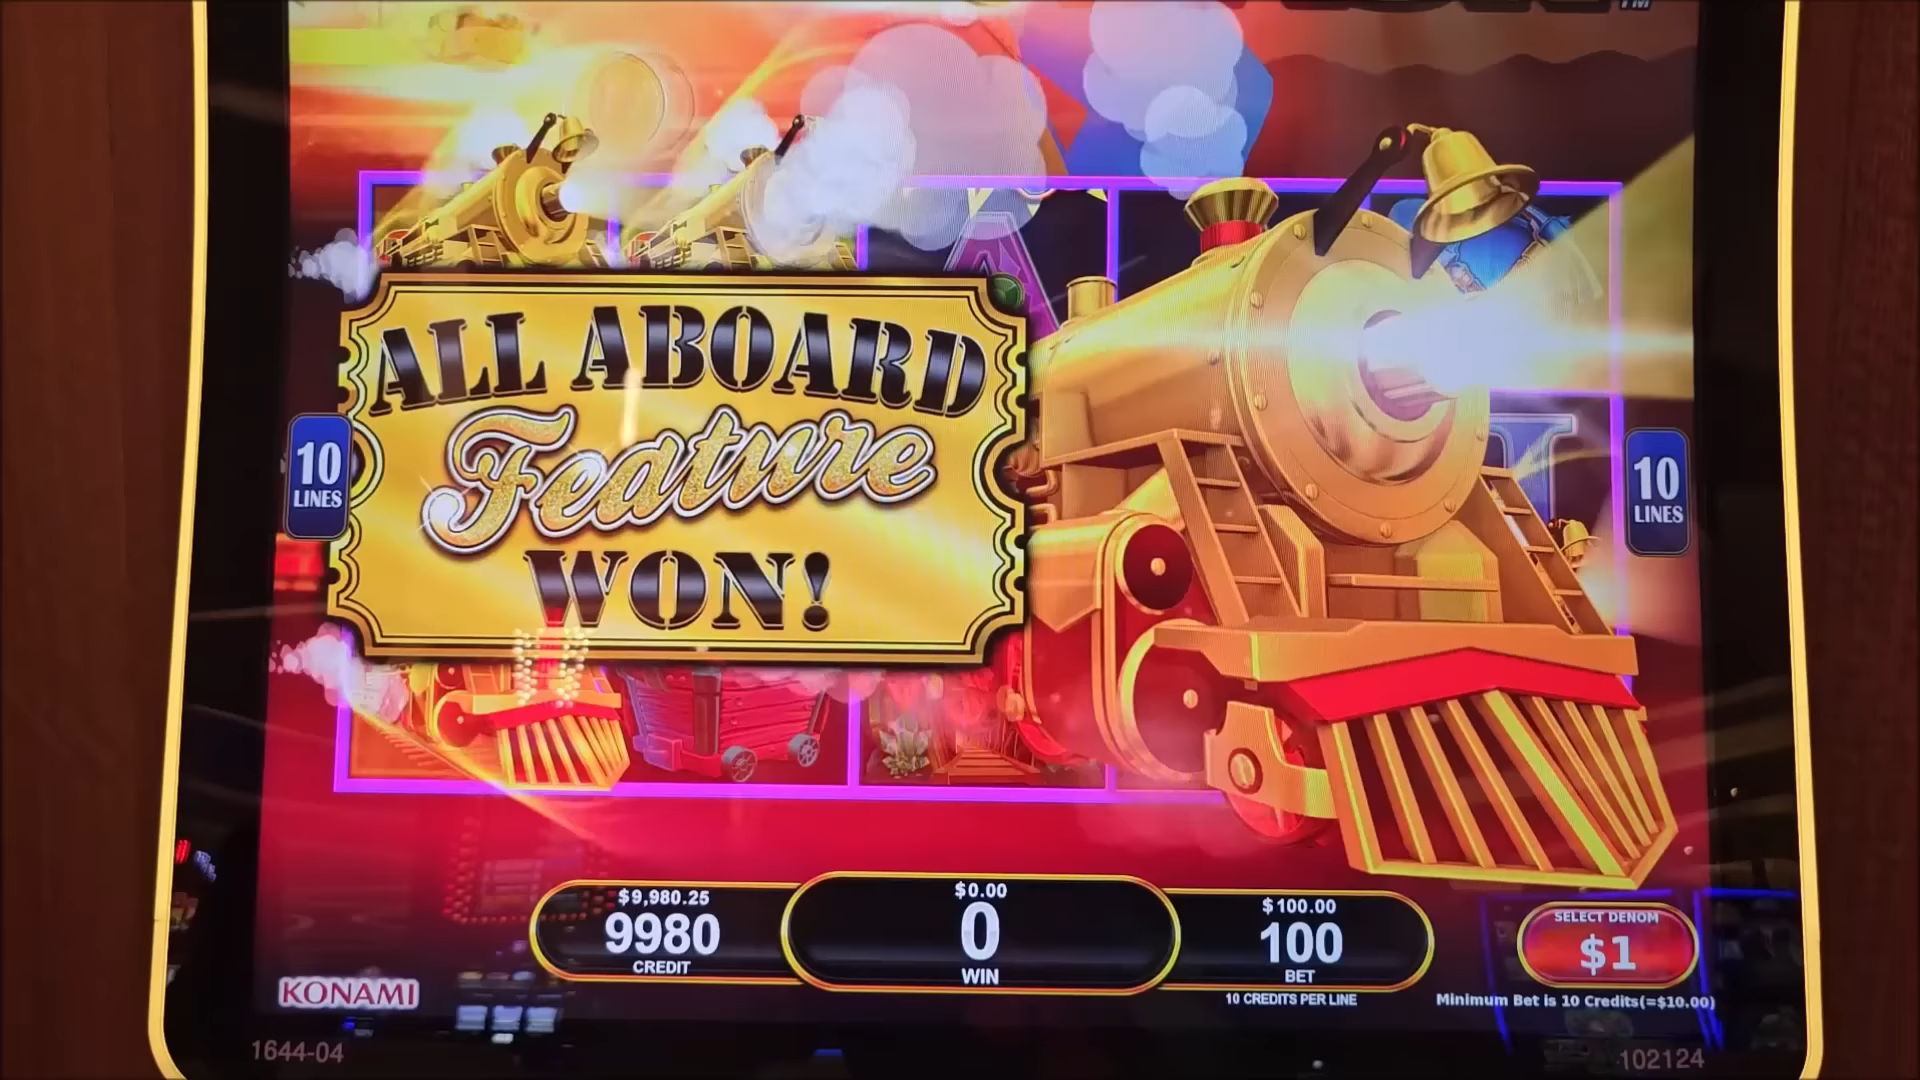 TM
ALL ABOARD
Feature
WON!
10
LINES
10
LINES
$9,980.25
9980
CREDIT
$0.00
0
WIN
$100.00
100
BET
10 CREDITS PER LINE
SELECT DENOM
$1
Minimum Bet is 10 Credits(=$10.00)
KONAMI
1644-04
102124